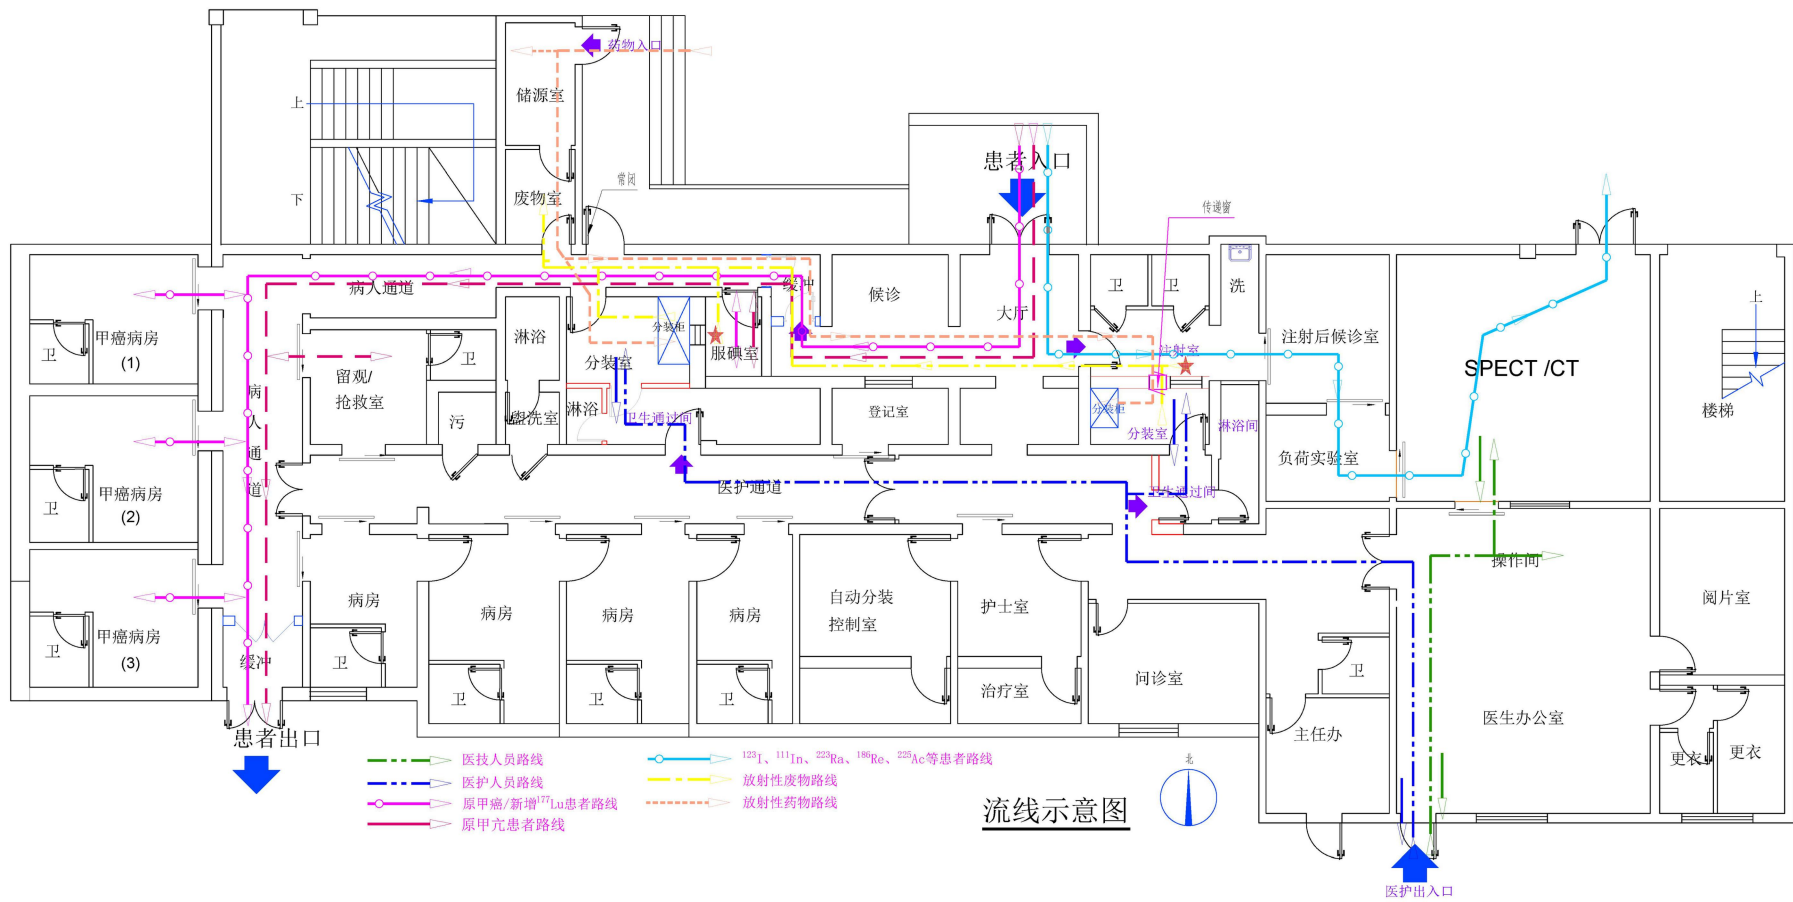 药物入口
储源室
上
下
废物室
常闭
患者入口
传递窗
病人通道
缓冲
候诊
大厅
卫
卫
洗
注射后候诊室
上
甲癌病房
(1)
卫
淋浴
分装柜
服碘室
分装室
注射室
SPECT /CT
留观/
抢救室
卫
病人通道
污
盥洗室
淋浴
卫生通过间
登记室
分装柜
分装室
淋浴间
楼梯
负荷实验室
甲癌病房
(2)
卫
医护通道
卫生通过间
操作间
甲癌病房
(3)
卫
缓冲
病房
卫
病房
卫
病房
卫
病房
卫
自动分装
控制室
护士室
治疗室
问诊室
卫
主任办
阅片室
医生办公室
更衣
更衣
患者出口
医技人员路线
医护人员路线
原甲癌/新增¹⁷⁷Lu患者路线
原甲亢患者路线
¹²³I、¹¹¹In、²²³Ra、¹⁸⁶Re、²²⁵Ac等患者路线
放射性废物路线
放射性药物路线
流线示意图
北
医护出入口